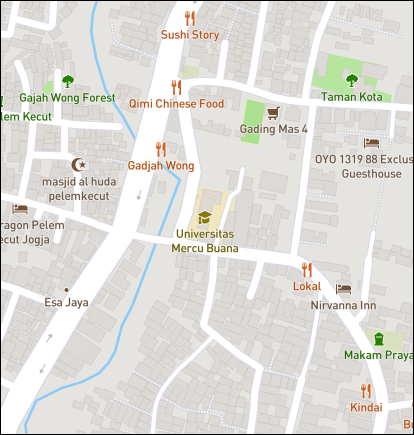 Sushi Story
Gajah Wong Forest
Qimi Chinese Food
Taman Kota
elem Kecut
Gading Mas 4
Gadjah Wong
OYO 1319 88 Exclus
Guesthouse
masjid al huda
pelemkecut
ragon Pelem
ecut Jogja
Universitas
Mercu Buana
Lokal
Esa Jaya
Nirvanna Inn
Makam Praya
Kindai
Bu